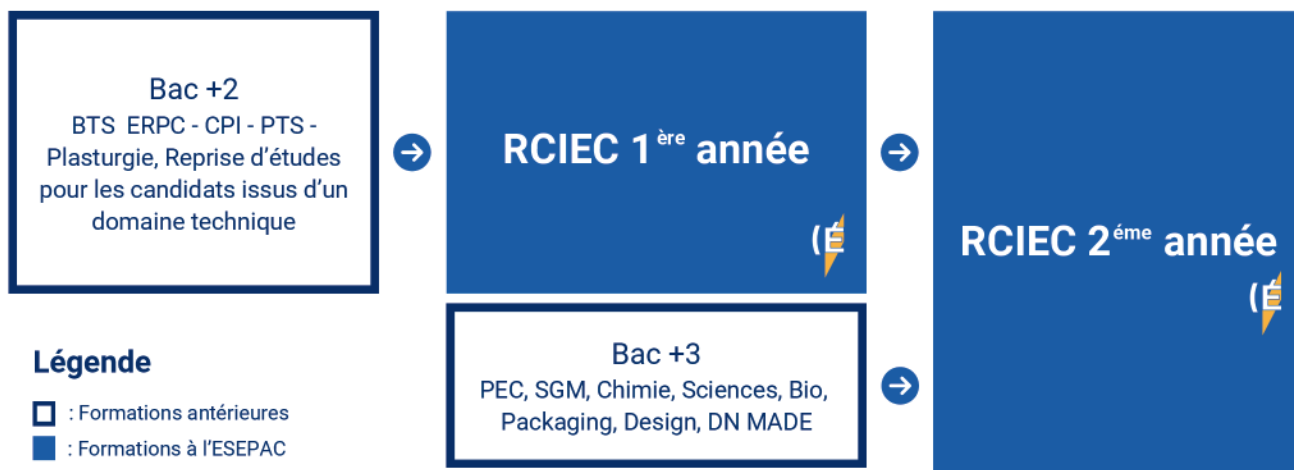 Bac +2
BTS ERPC - CPI - PTS -
Plasturgie, Reprise d'études
pour les candidats issus d'un
domaine technique
RCIEC 1ère année
(É
RCIEC 2éme année
(É
Bac +3
PEC, SGM, Chimie, Sciences, Bio,
Packaging, Design, DN MADE
Légende
: Formations antérieures
: Formations à l'ESEPAC